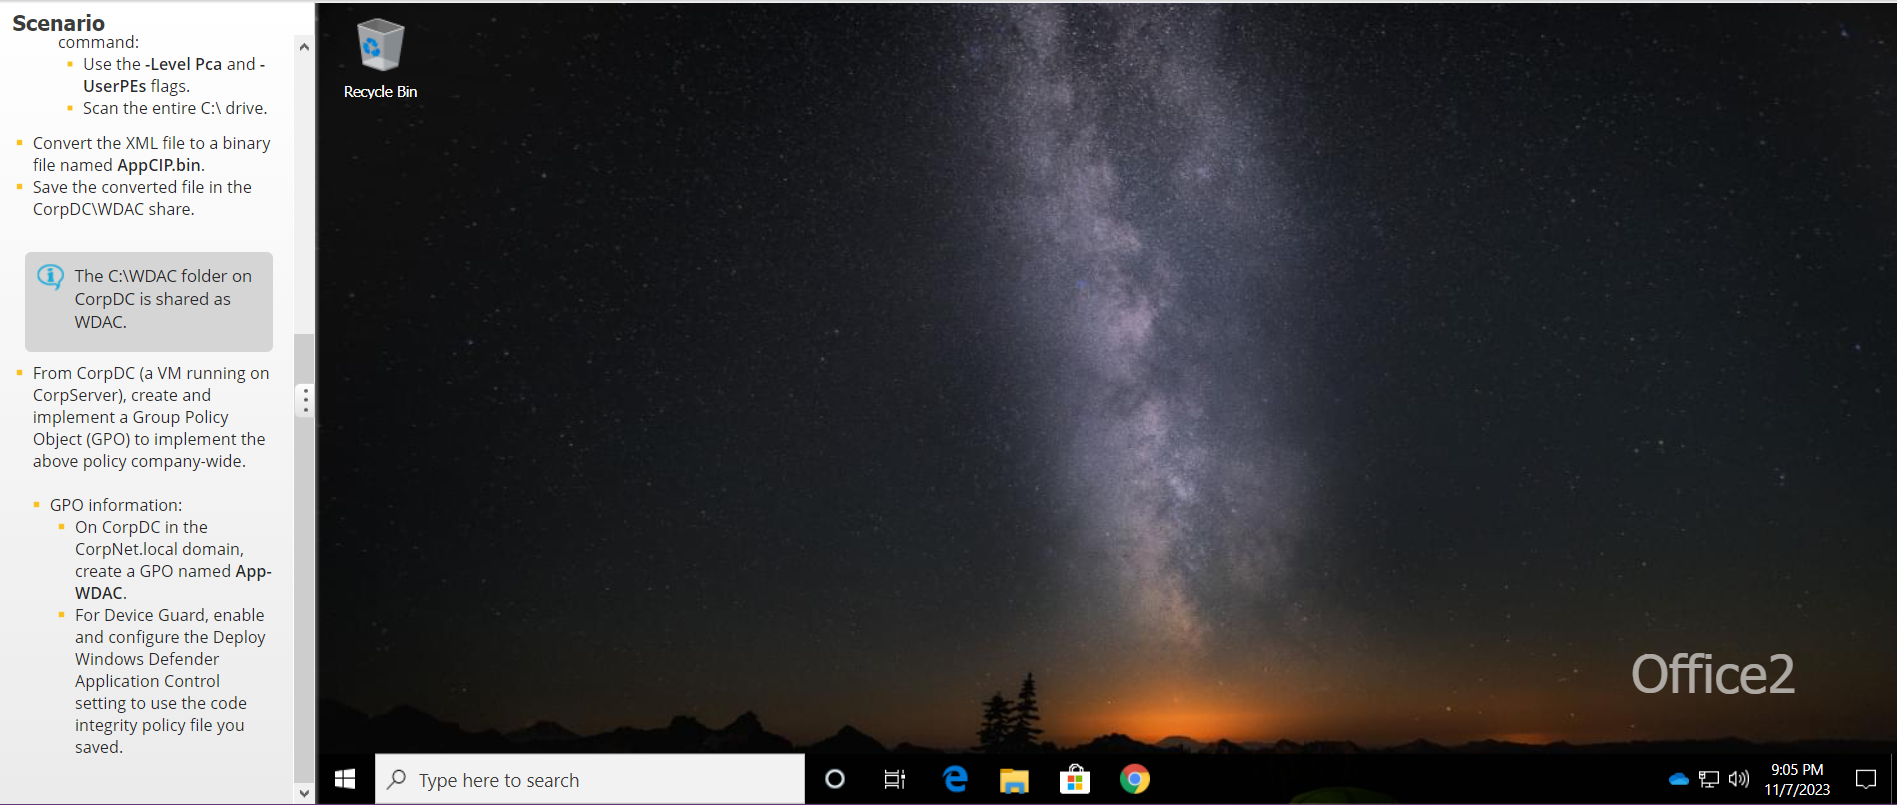 Scenario
command:
Use the -Level Pca and -
UserPEs flags.
Scan the entire C:\ drive.
Convert the XML file to a binary
file named AppCIP.bin.
Save the converted file in the
CorpDC\WDAC share.
The C:\WDAC folder on
CorpDC is shared as
WDAC.
From CorpDC (a VM running on
CorpServer), create and
implement a Group Policy
Object (GPO) to implement the
above policy company-wide.
GPO information:
On CorpDC in the
CorpNet.local domain,
create a GPO named App-
WDAC.
For Device Guard, enable
and configure the Deploy
Windows Defender
Application Control
setting to use the code
integrity policy file you
saved.
Recycle Bin
Office2
Type here to search
9:05 PM
11/7/2023